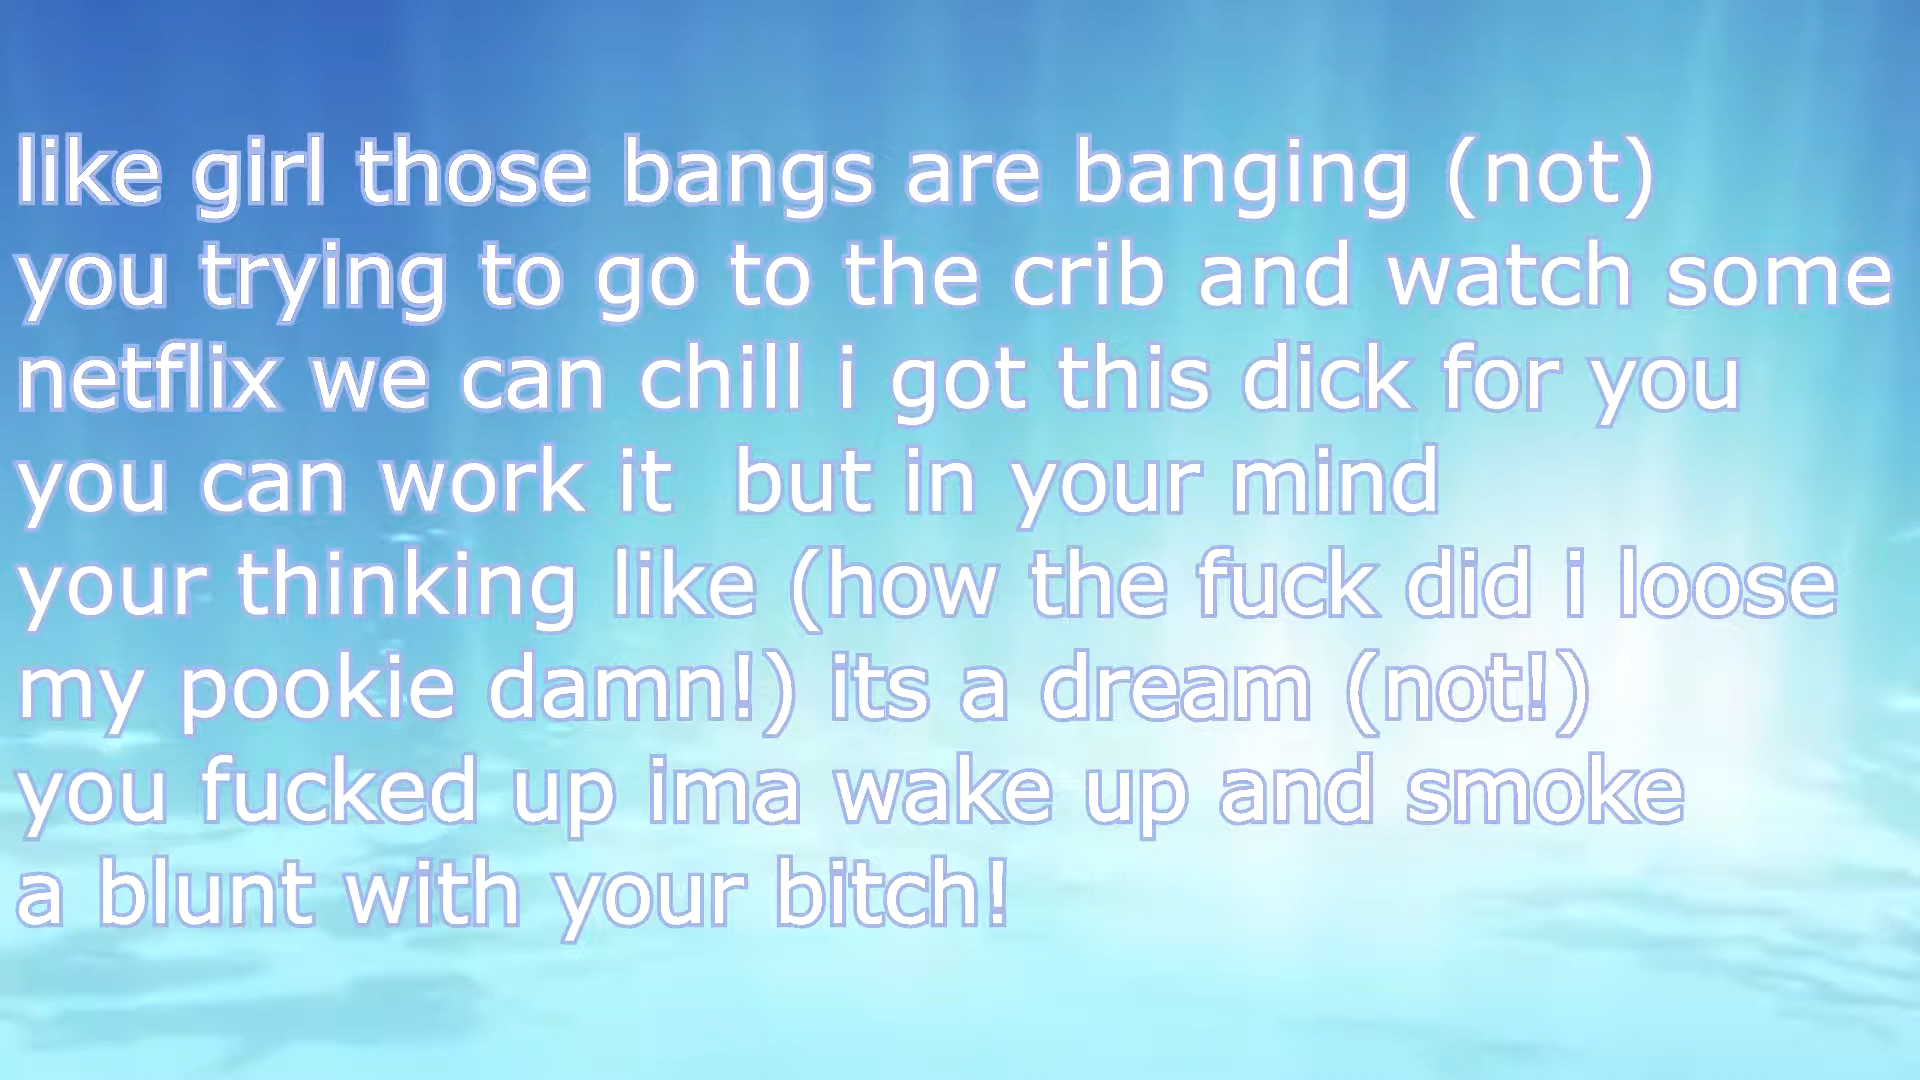 like girl those bangs are banging (not)
you trying to go to the crib and watch some
netflix we can chill i got this dick for you
you can work it  but in your mind
your thinking like (how the fuck did i loose
my pookie damn!) its a dream (not!)
you fucked up ima wake up and smoke
a blunt with your bitch!